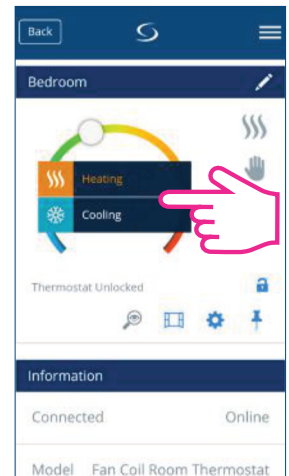 Back
Bedroom
Heating
Cooling
Thermostat Unlocked
Information
Connected Online
Model Fan Coil Room Thermostat